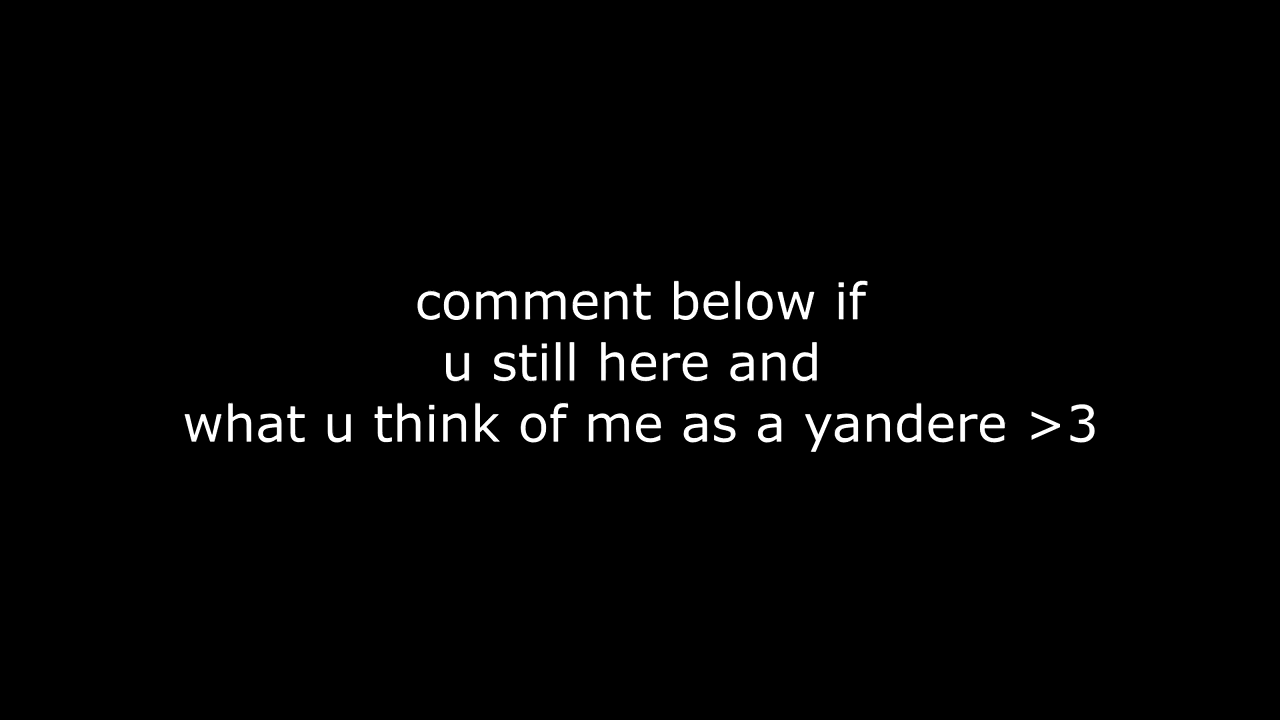 comment below if
u still here and
what u think of me as a yandere >3